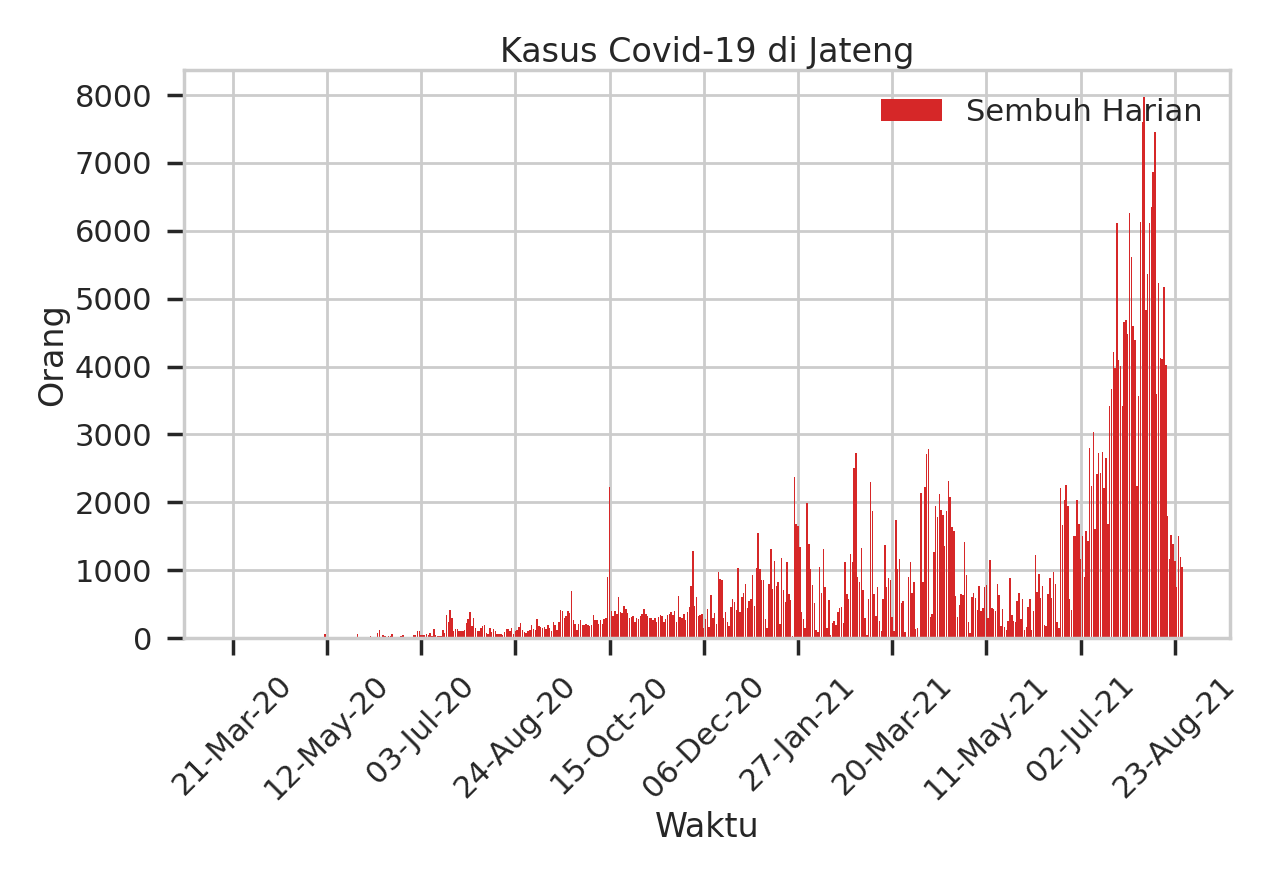 Kasus Covid-19 di Jateng
Sembuh Harian
8000
7000
6000
5000
4000
3000
2000
1000
0
Orang
21-Mar-20
12-May-20
03-Jul-20
24-Aug-20
15-Oct-20
06-Dec-20
27-Jan-21
20-Mar-21
11-May-21
02-Jul-21
23-Aug-21
Waktu